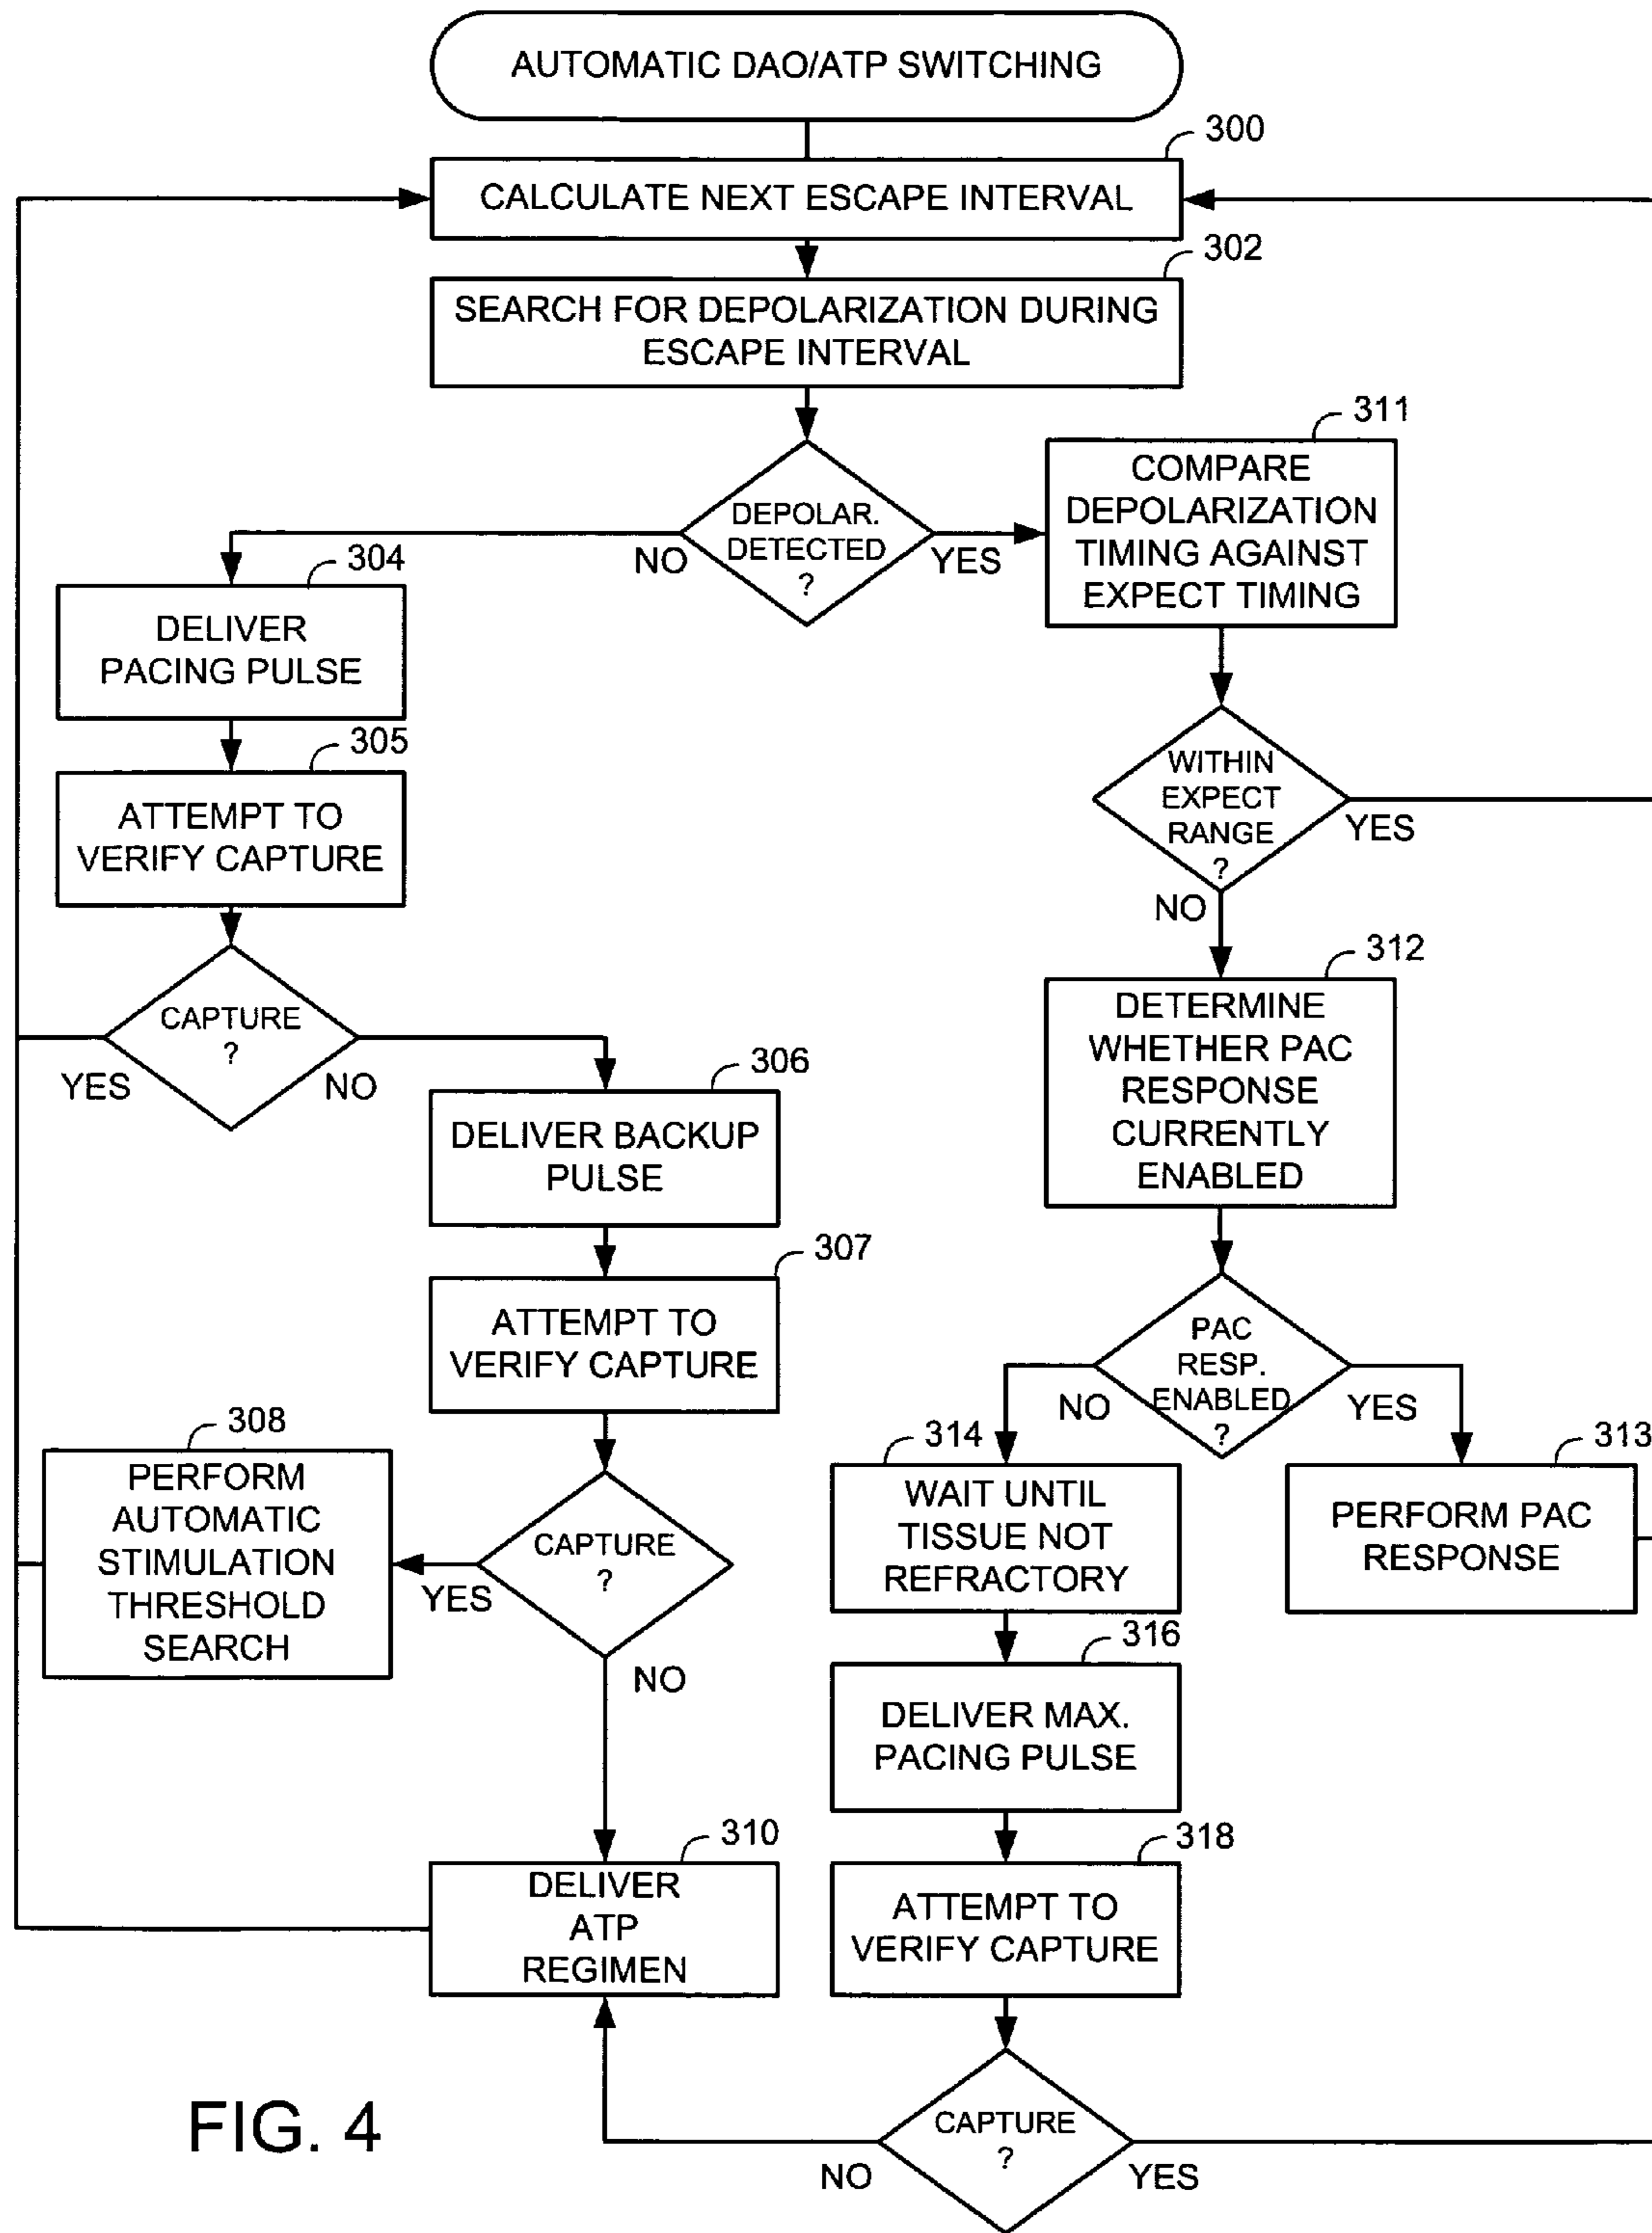 AUTOMATIC DAO/ATP SWITCHING
300
CALCULATE NEXT ESCAPE INTERVAL
302
SEARCH FOR DEPOLARIZATION DURING
ESCAPE INTERVAL
DEPOLAR.
DETECTED
?
NO
YES
311
COMPARE
DEPOLARIZATION
TIMING AGAINST
EXPECT TIMING
304
DELIVER
PACING PULSE
305
ATTEMPT TO
VERIFY CAPTURE
WITHIN
EXPECT
RANGE
?
YES
NO
CAPTURE
?
YES
NO
312
DETERMINE
WHETHER PAC
RESPONSE
CURRENTLY
ENABLED
306
DELIVER BACKUP
PULSE
307
ATTEMPT TO
VERIFY CAPTURE
PAC
RESP.
ENABLED
?
NO
YES
308
PERFORM
AUTOMATIC
STIMULATION
THRESHOLD
SEARCH
CAPTURE
?
YES
NO
314
WAIT UNTIL
TISSUE NOT
REFRACTORY
313
PERFORM PAC
RESPONSE
316
DELIVER MAX.
PACING PULSE
310
DELIVER
ATP
REGIMEN
318
ATTEMPT TO
VERIFY CAPTURE
CAPTURE
?
NO
YES
FIG. 4